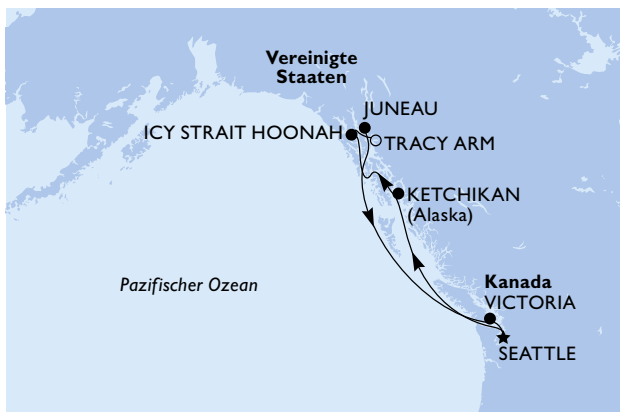 Vereinigte
Staaten
JUNEAU
ICY STRAIT HOONAH
TRACY ARM
KETCHIKAN
(Alaska)
Pazifischer Ozean
Kanada
VICTORIA
SEATTLE